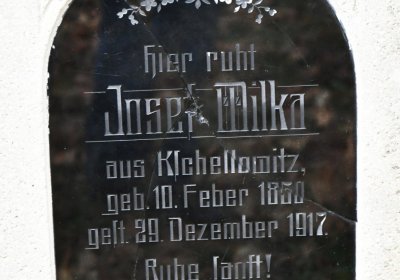 Hier ruht
Josef Wilka
aus Kschellowitz,
geb. 10. Feber 1850
gest. 29. Dezember 1917.
Ruhe sanft!